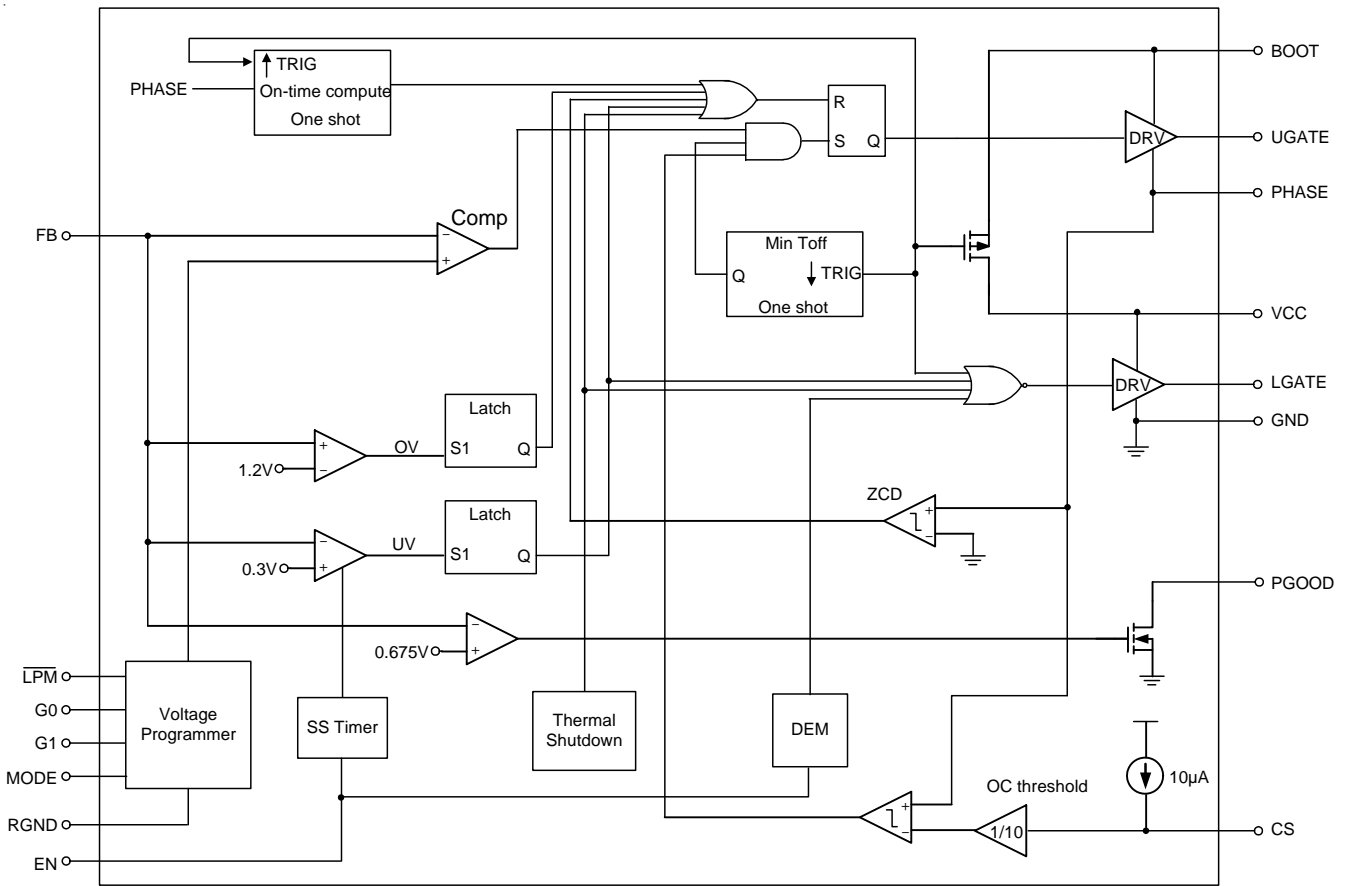 TRIG
BOOT
PHASE
On-time compute
One shot
R
S
Q
DRV
UGATE
PHASE
Comp
FB
−
+
Min Toff
Q
TRIG
One shot
VCC
Latch
DRV
LGATE
GND
+
−
OV
S1
Q
1.2V
ZCD
+
−
Latch
−
+
UV
S1
Q
0.3V
PGOOD
−
+
0.675V
LPM
G0
G1
MODE
RGND
EN
Voltage
Programmer
SS Timer
Thermal
Shutdown
DEM
10µA
OC threshold
+
−
1/10
CS